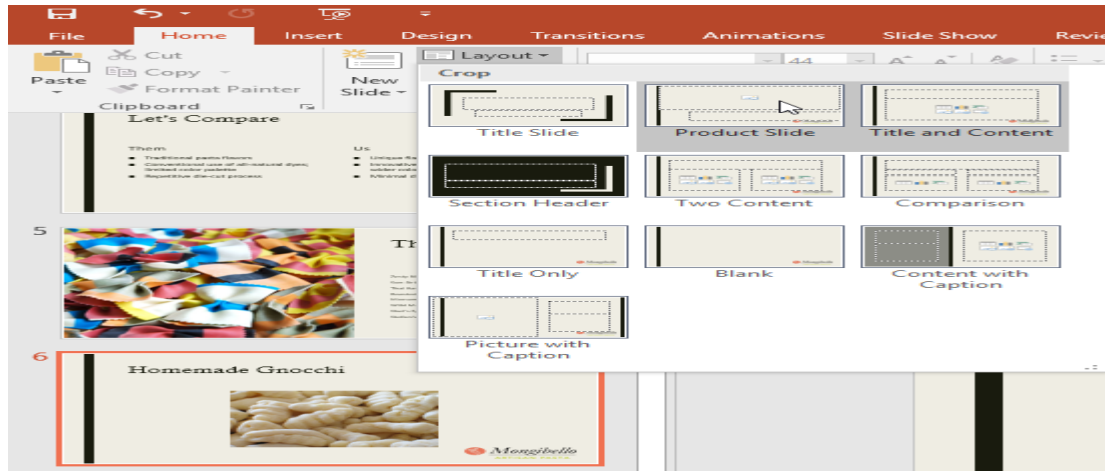 File Home Insert Design Transitions Animations Slide Show Revie
Cut
Copy
Format Painter
Paste
Clipboard
New
Slide
Layout
44
Crop
Title Slide Product Slide Title and Content
Section Header Two Content Comparison
Title Only Blank Content with
Caption
Picture with
Caption
Let's Compare
Them Us
Traditional pasta flavors
Conventional use of all-natural dyes;
limited color palette
Repetitive die-cut process
5
6
Homemade Gnocchi
Mongibello